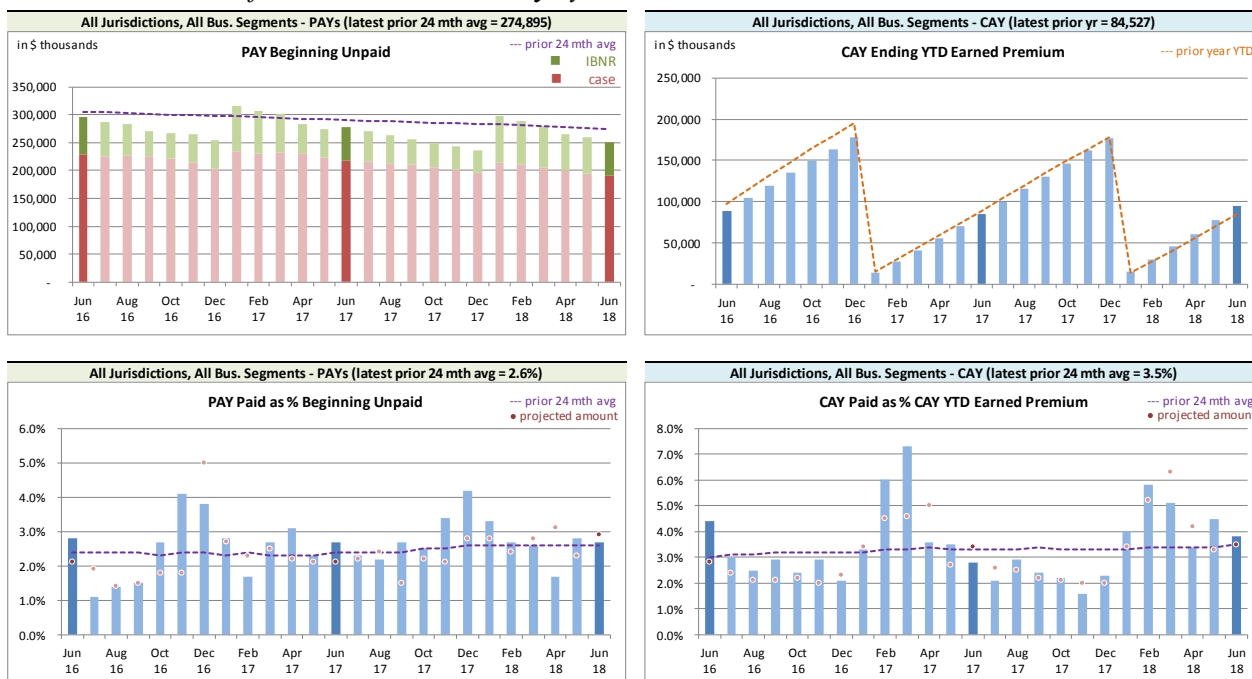 All Jurisdictions, All Bus. Segments - PAYs (latest prior 24 mth avg = 274,895)
in $ thousands
PAY Beginning Unpaid
--- prior 24 mth avg
IBNR
case
350,000
300,000
250,000
200,000
150,000
100,000
50,000
-
Jun Aug Oct Dec Feb Apr Jun Aug Oct Dec Feb Apr Jun
16 16 16 16 17 17 17 17 17 17 18 18 18
All Jurisdictions, All Bus. Segments - CAY (latest prior yr = 84,527)
in $ thousands
CAY Ending YTD Earned Premium
--- prior year YTD
250,000
200,000
150,000
100,000
50,000
-
Jun Aug Oct Dec Feb Apr Jun Aug Oct Dec Feb Apr Jun
16 16 16 16 17 17 17 17 17 17 18 18 18
All Jurisdictions, All Bus. Segments - PAYs (latest prior 24 mth avg = 2.6%)
PAY Paid as % Beginning Unpaid
--- prior 24 mth avg
• projected amount
6.0%
5.0%
4.0%
3.0%
2.0%
1.0%
0.0%
Jun Aug Oct Dec Feb Apr Jun Aug Oct Dec Feb Apr Jun
16 16 16 16 17 17 17 17 17 17 18 18 18
All Jurisdictions, All Bus. Segments - CAY (latest prior 24 mth avg = 3.5%)
CAY Paid as % CAY YTD Earned Premium
--- prior 24 mth avg
• projected amount
8.0%
7.0%
6.0%
5.0%
4.0%
3.0%
2.0%
1.0%
0.0%
Jun Aug Oct Dec Feb Apr Jun Aug Oct Dec Feb Apr Jun
16 16 16 16 17 17 17 17 17 17 18 18 18